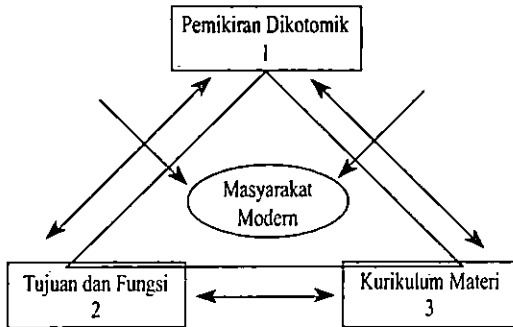 Pemikiran Dikotomik
1
Masyarakat
Modern
Tujuan dan Fungsi
2
Kurikulum Materi
3